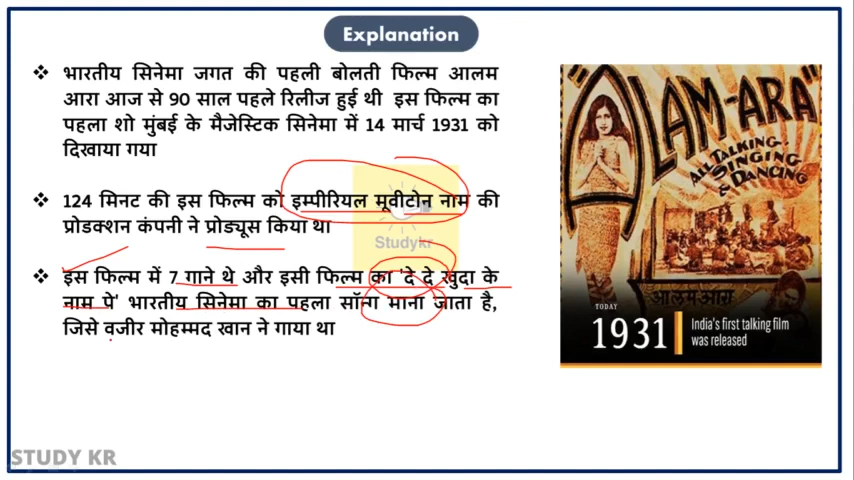 Explanation
❖ भारतीय सिनेमा जगत की पहली बोलती फिल्म आलम
आरा आज से 90 साल पहले रिलीज हुई थी इस फिल्म का
पहला शो मुंबई के मैजेस्टिक सिनेमा में 14 मार्च 1931 को
दिखाया गया
❖ 124 मिनट की इस फिल्म को इम्पीरियल मूवीटोन नाम की
प्रोडक्शन कंपनी ने प्रोड्यूस किया था
❖ इस फिल्म में 7 गाने थे और इसी फिल्म का 'दे दे खुदा के
नाम पे' भारतीय सिनेमा का पहला सॉन्ग माना जाता है,
जिसे वजीर मोहम्मद खान ने गाया था
Studykr
"ALAM-ARA"
ALL TALKING
SINGING
& DANCING
TODAY
1931
India's first talking film
was released
STUDY KR